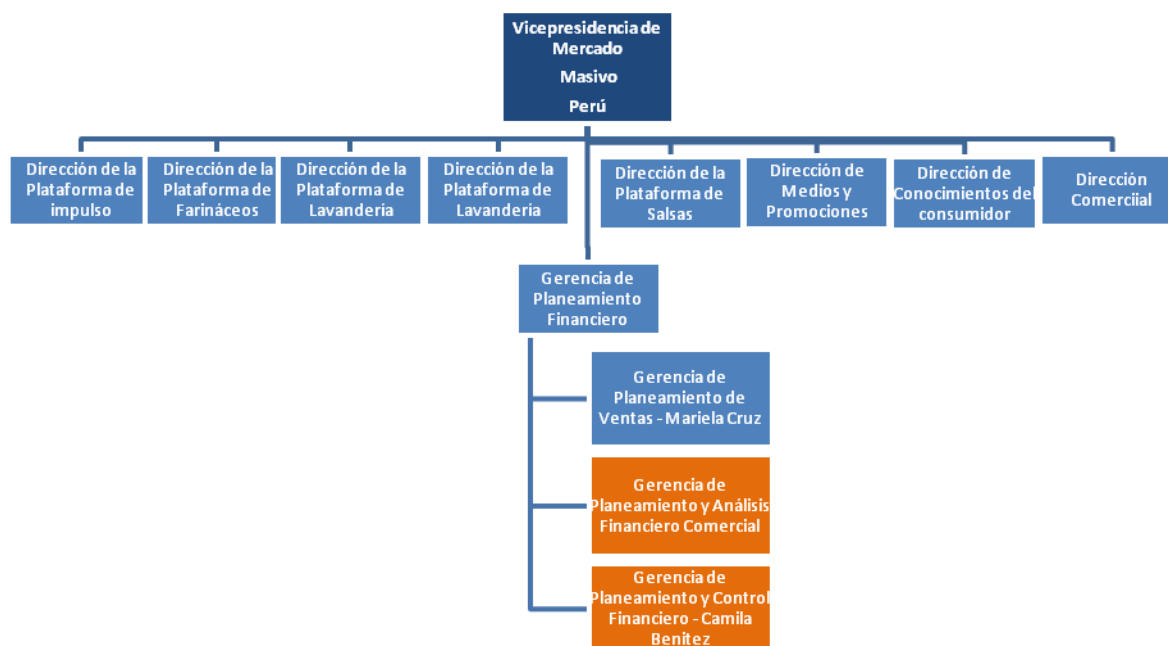 Vicepresidencia de
Mercado
Masivo
Perú
Dirección de la
Plataforma de
impulso
Dirección de la
Plataforma de
Farináceos
Dirección de la
Plataforma de
Lavanderia
Dirección de la
Plataforma de
Lavanderia
Dirección de la
Plataforma de
Salsas
Dirección de
Medios y
Promociones
Dirección de
Conocimientos del
consumidor
Dirección
Comerciial
Gerencia de
Planeamiento
Financiero
Gerencia de
Planeamiento de
Ventas - Mariela Cruz
Gerencia de
Planeamiento y Análisis
Financiero Comercial
Gerencia de
Planeamiento y Control
Financiero - Camila
Benitez